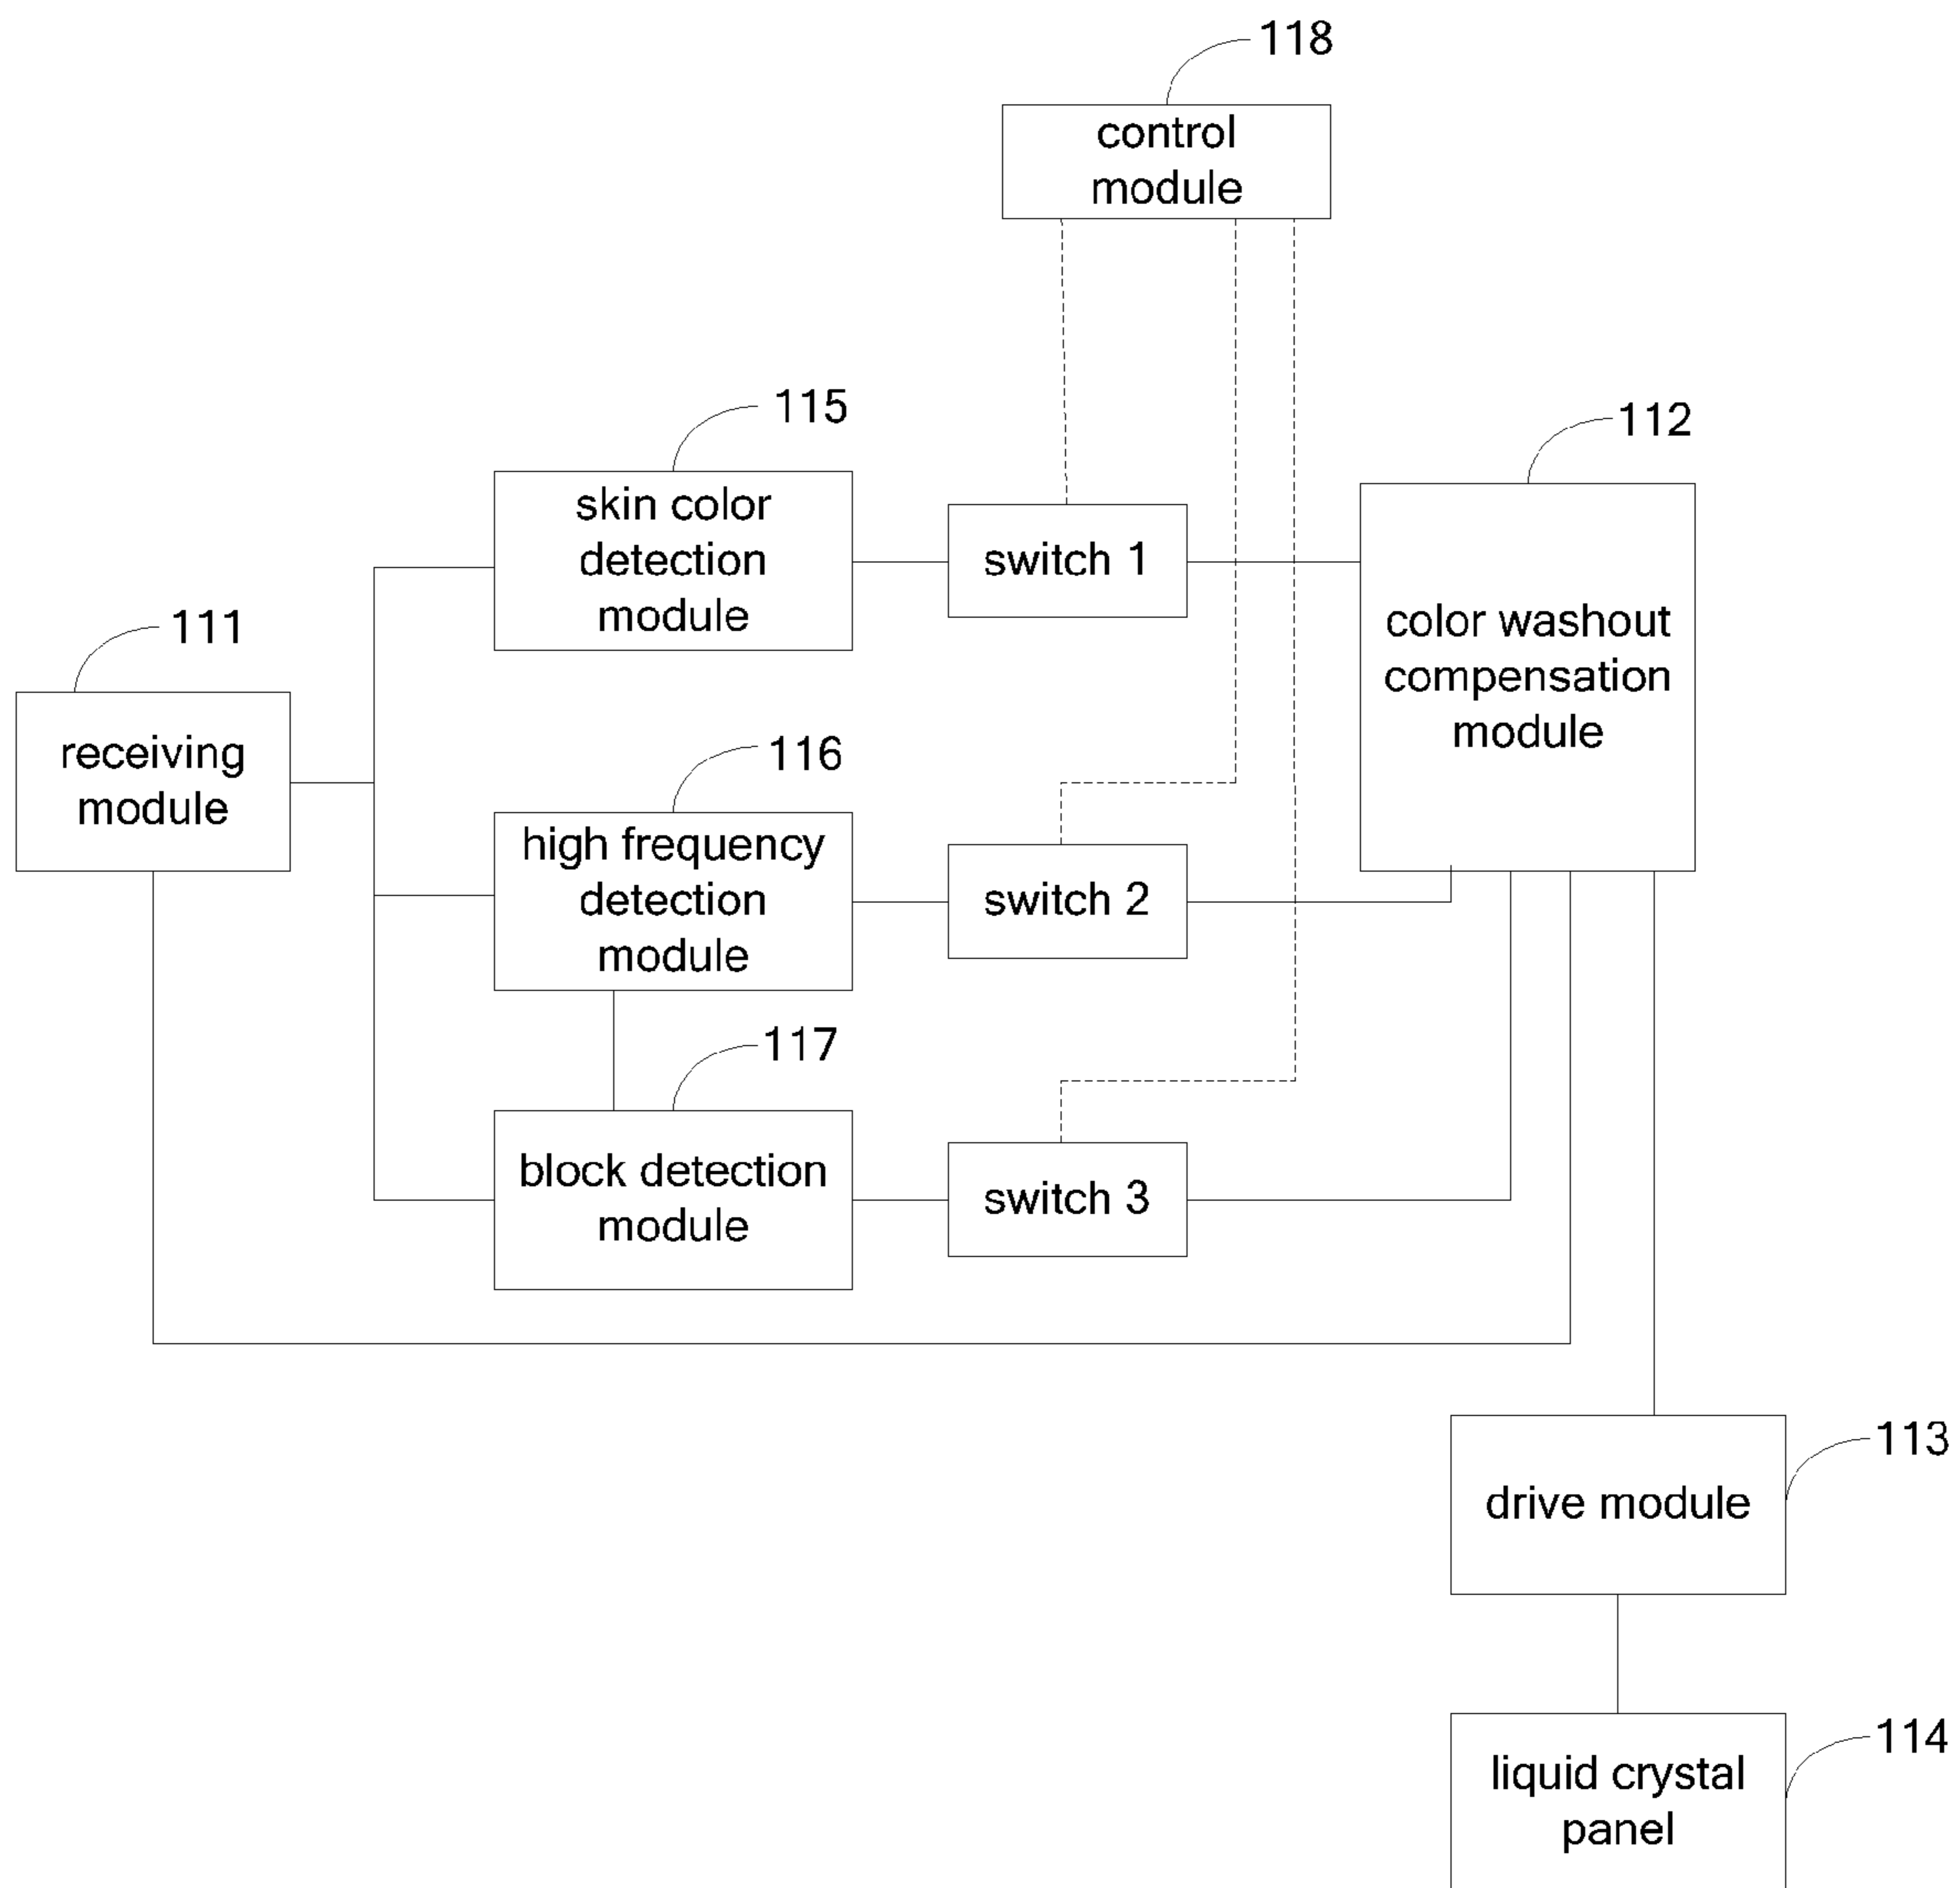 118
control
module
115
skin color
detection
module
switch 1
112
color washout
compensation
module
111
receiving
module
116
high frequency
detection
module
switch 2
117
block detection
module
switch 3
113
drive module
114
liquid crystal
panel